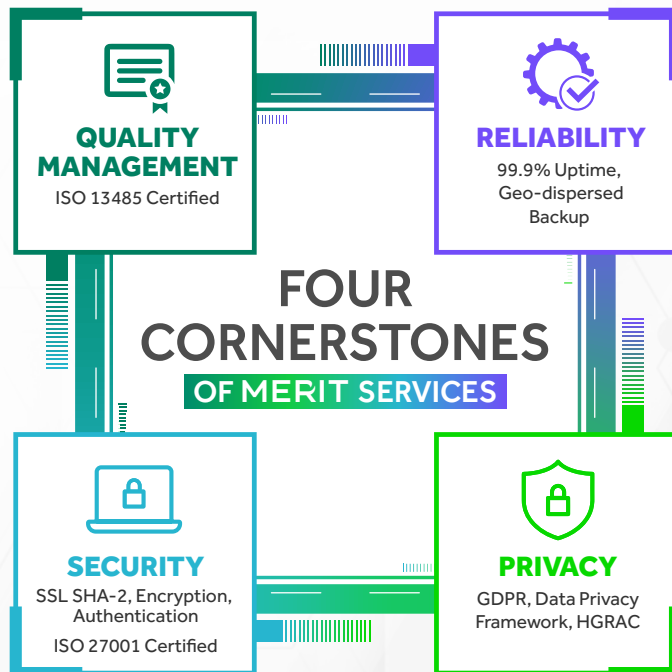 QUALITY
MANAGEMENT
ISO 13485 Certified
RELIABILITY
99.9% Uptime,
Geo-dispersed
Backup
FOUR
CORNERSTONES
OF MERIT SERVICES
SECURITY
SSL SHA-2, Encryption,
Authentication
ISO 27001 Certified
PRIVACY
GDPR, Data Privacy
Framework, HGRAC